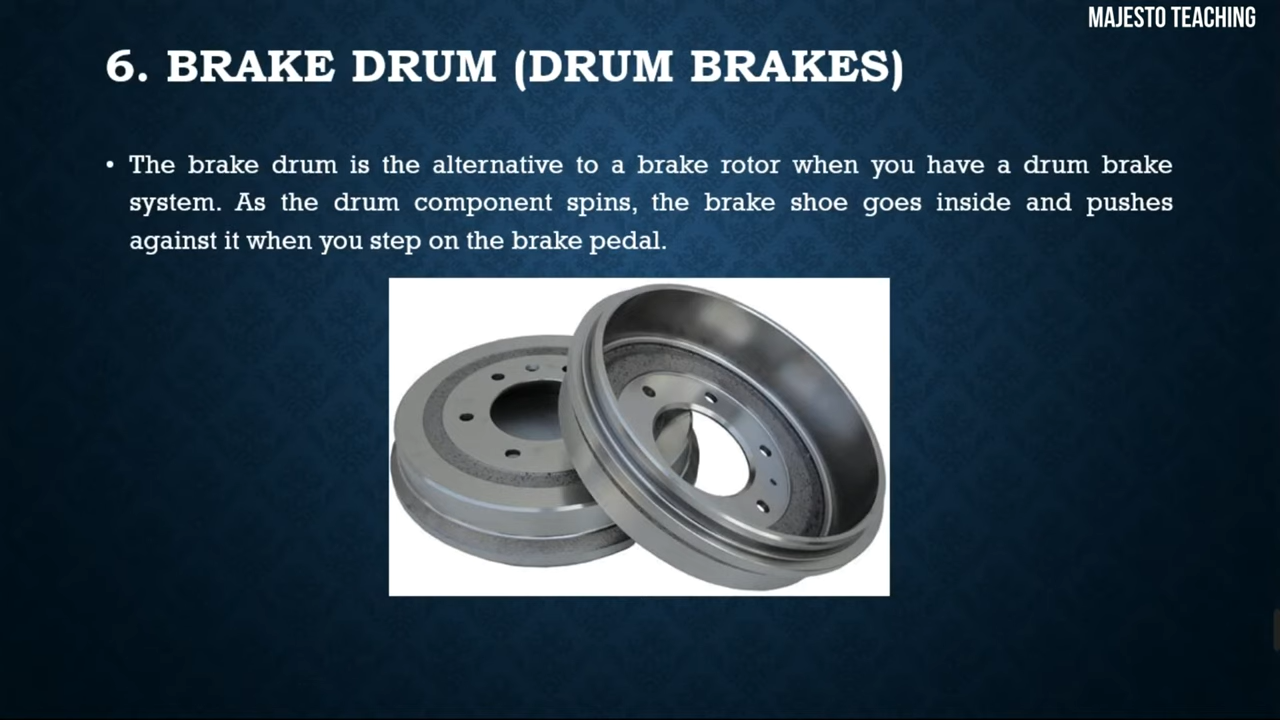 MAJESTO TEACHING
6. BRAKE DRUM (DRUM BRAKES)
• The brake drum is the alternative to a brake rotor when you have a drum brake
system. As the drum component spins, the brake shoe goes inside and pushes
against it when you step on the brake pedal.